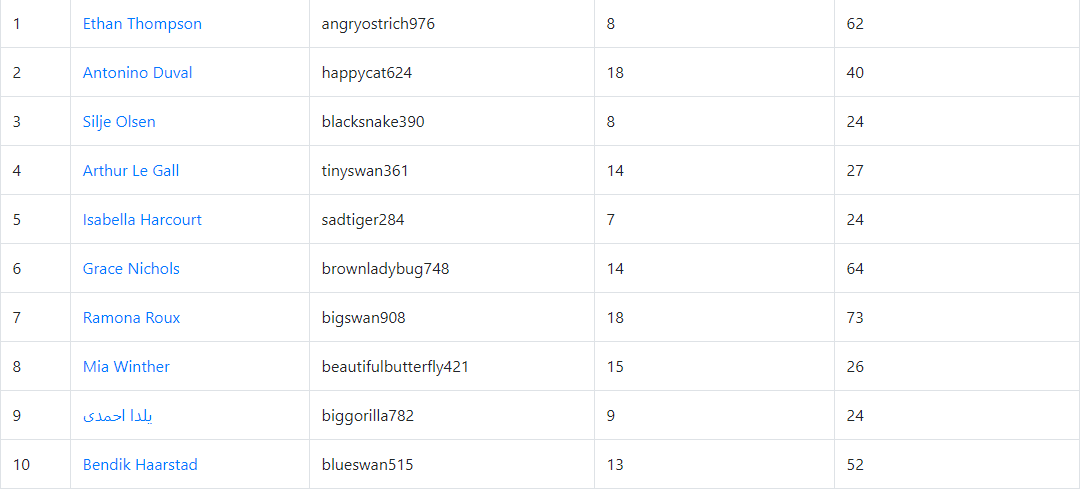 1 Ethan Thompson angryostrich976 8 62
2 Antonino Duval happycat624 18 40
3 Silje Olsen blacksnake390 8 24
4 Arthur Le Gall tinyswan361 14 27
5 Isabella Harcourt sadtiger284 7 24
6 Grace Nichols brownladybug748 14 64
7 Ramona Roux bigswan908 18 73
8 Mia Winther beautifulbutterfly421 15 26
9 یلدا احمدی biggorilla782 9 24
10 Bendik Haarstad blueswan515 13 52